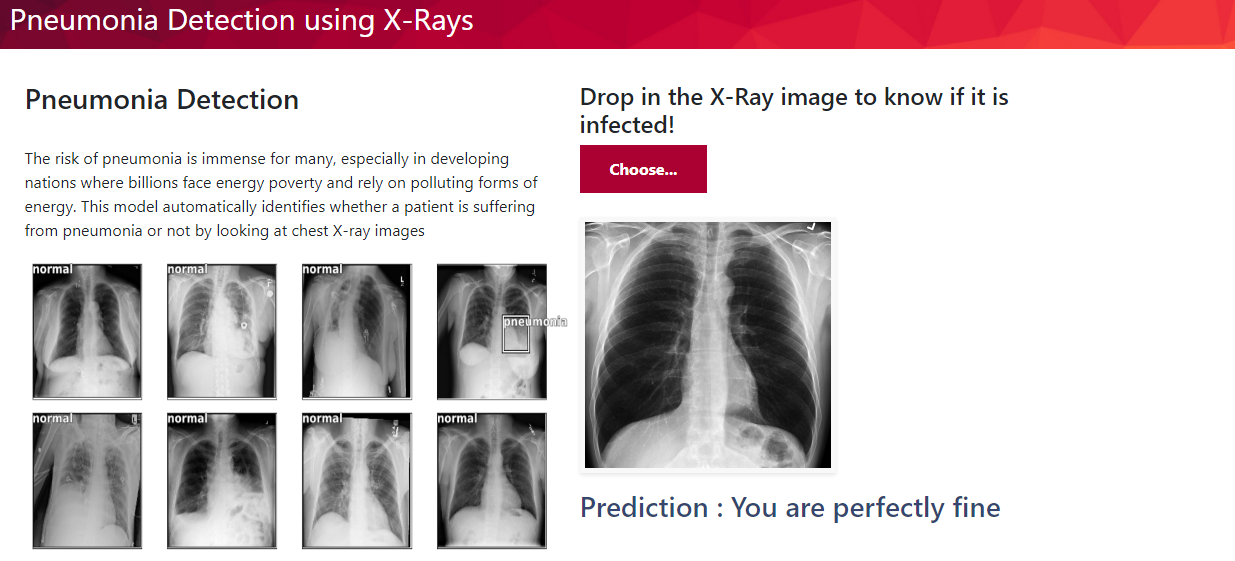 Pneumonia Detection using X-Rays
Pneumonia Detection
The risk of pneumonia is immense for many, especially in developing
nations where billions face energy poverty and rely on polluting forms of
energy. This model automatically identifies whether a patient is suffering
from pneumonia or not by looking at chest X-ray images
normal
normal
normal
pneumonia
normal
normal
normal
normal
Drop in the X-Ray image to know if it is
infected!
Choose...
Prediction : You are perfectly fine